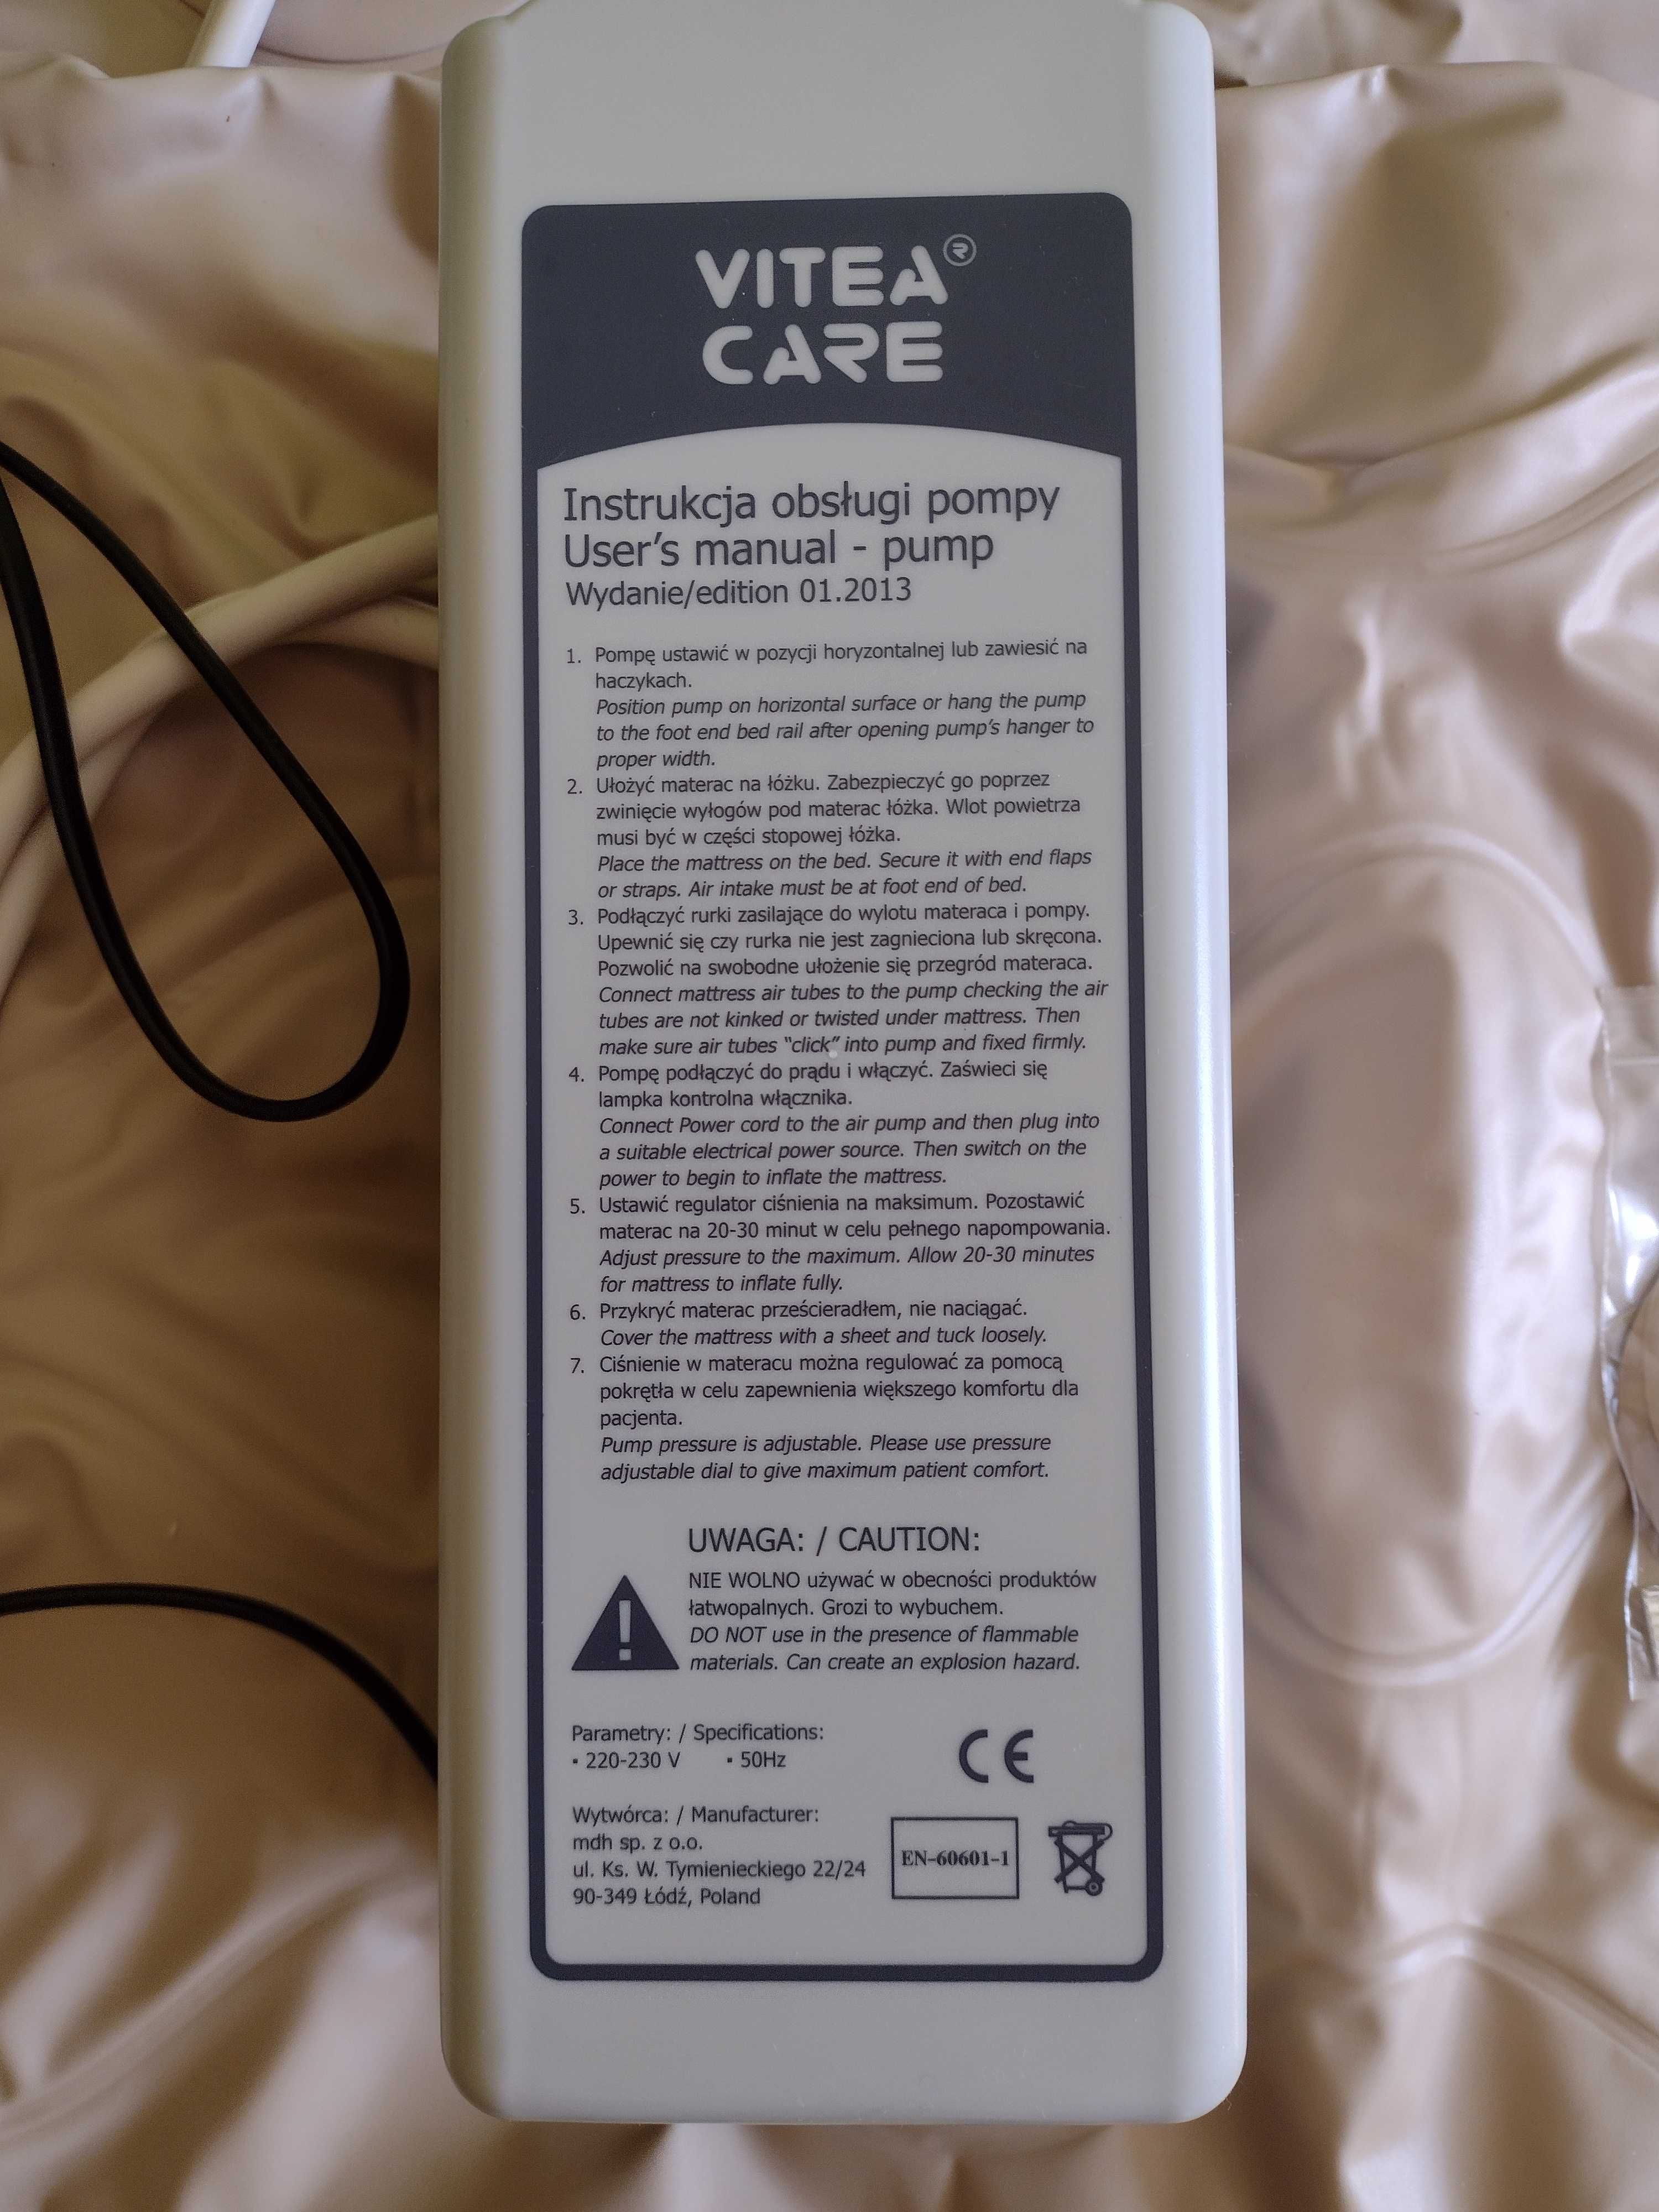 VITEA®
CARE
Instrukcja obsługi pompy
User's manual - pump
Wydanie/edition 01.2013
1. Pompę ustawić w pozycji horyzontalnej lub zawiesić na
haczykach.
Position pump on horizontal surface or hang the pump
to the foot end bed rail after opening pump's hanger to
proper width.
2. Ułożyć materac na łóżku. Zabezpieczyć go poprzez
zwinięcie wyłogów pod materac łóżka. Wlot powietrza
musi być w części stopowej łóżka.
Place the mattress on the bed. Secure it with end flaps
or straps. Air intake must be at foot end of bed.
3. Podłączyć rurki zasilające do wylotu materaca i pompy.
Upewnić się czy rurka nie jest zagnieciona lub skręcona.
Pozwolić na swobodne ułożenie się przegród materaca.
Connect mattress air tubes to the pump checking the air
tubes are not kinked or twisted under mattress. Then
make sure air tubes “click” into pump and fixed firmly.
4. Pompę podłączyć do prądu i włączyć. Zaświeci się
lampka kontrolna włącznika.
Connect Power cord to the air pump and then plug into
a suitable electrical power source. Then switch on the
power to begin to inflate the mattress.
5. Ustawić regulator ciśnienia na maksimum. Pozostawić
materac na 20-30 minut w celu pełnego napompowania.
Adjust pressure to the maximum. Allow 20-30 minutes
for mattress to inflate fully.
6. Przykryć materac prześcieradłem, nie naciągać.
Cover the mattress with a sheet and tuck loosely.
7. Ciśnienie w materacu można regulować za pomocą
pokrętła w celu zapewnienia większego komfortu dla
pacjenta.
Pump pressure is adjustable. Please use pressure
adjustable dial to give maximum patient comfort.
UWAGA: / CAUTION:
NIE WOLNO używać w obecności produktów
łatwopalnych. Grozi to wybuchem.
DO NOT use in the presence of flammable
materials. Can create an explosion hazard.
Parametry: / Specifications:
▪ 220-230 V ▪ 50Hz
CE
Wytwórca: / Manufacturer:
mdh sp. z o.o.
ul. Ks. W. Tymienieckiego 22/24
90-349 Łódź, Poland
EN-60601-1